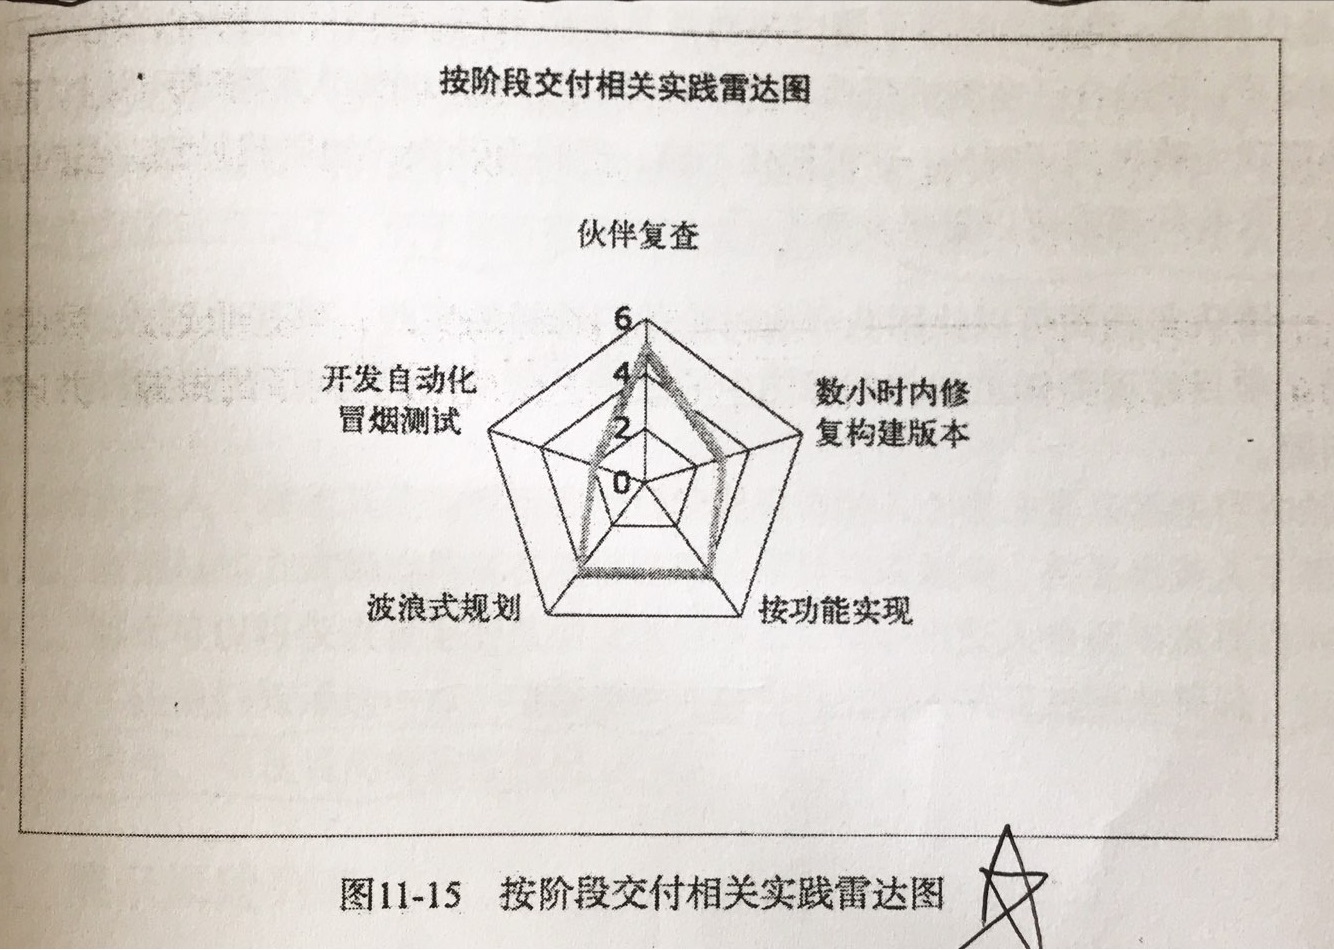 按阶段交付相关实践雷达图
伙伴复查
6
4
2
0
开发自动化
冒烟测试
数小时内修
复构建版本
波浪式规划
按功能实现
图11-15 按阶段交付相关实践雷达图